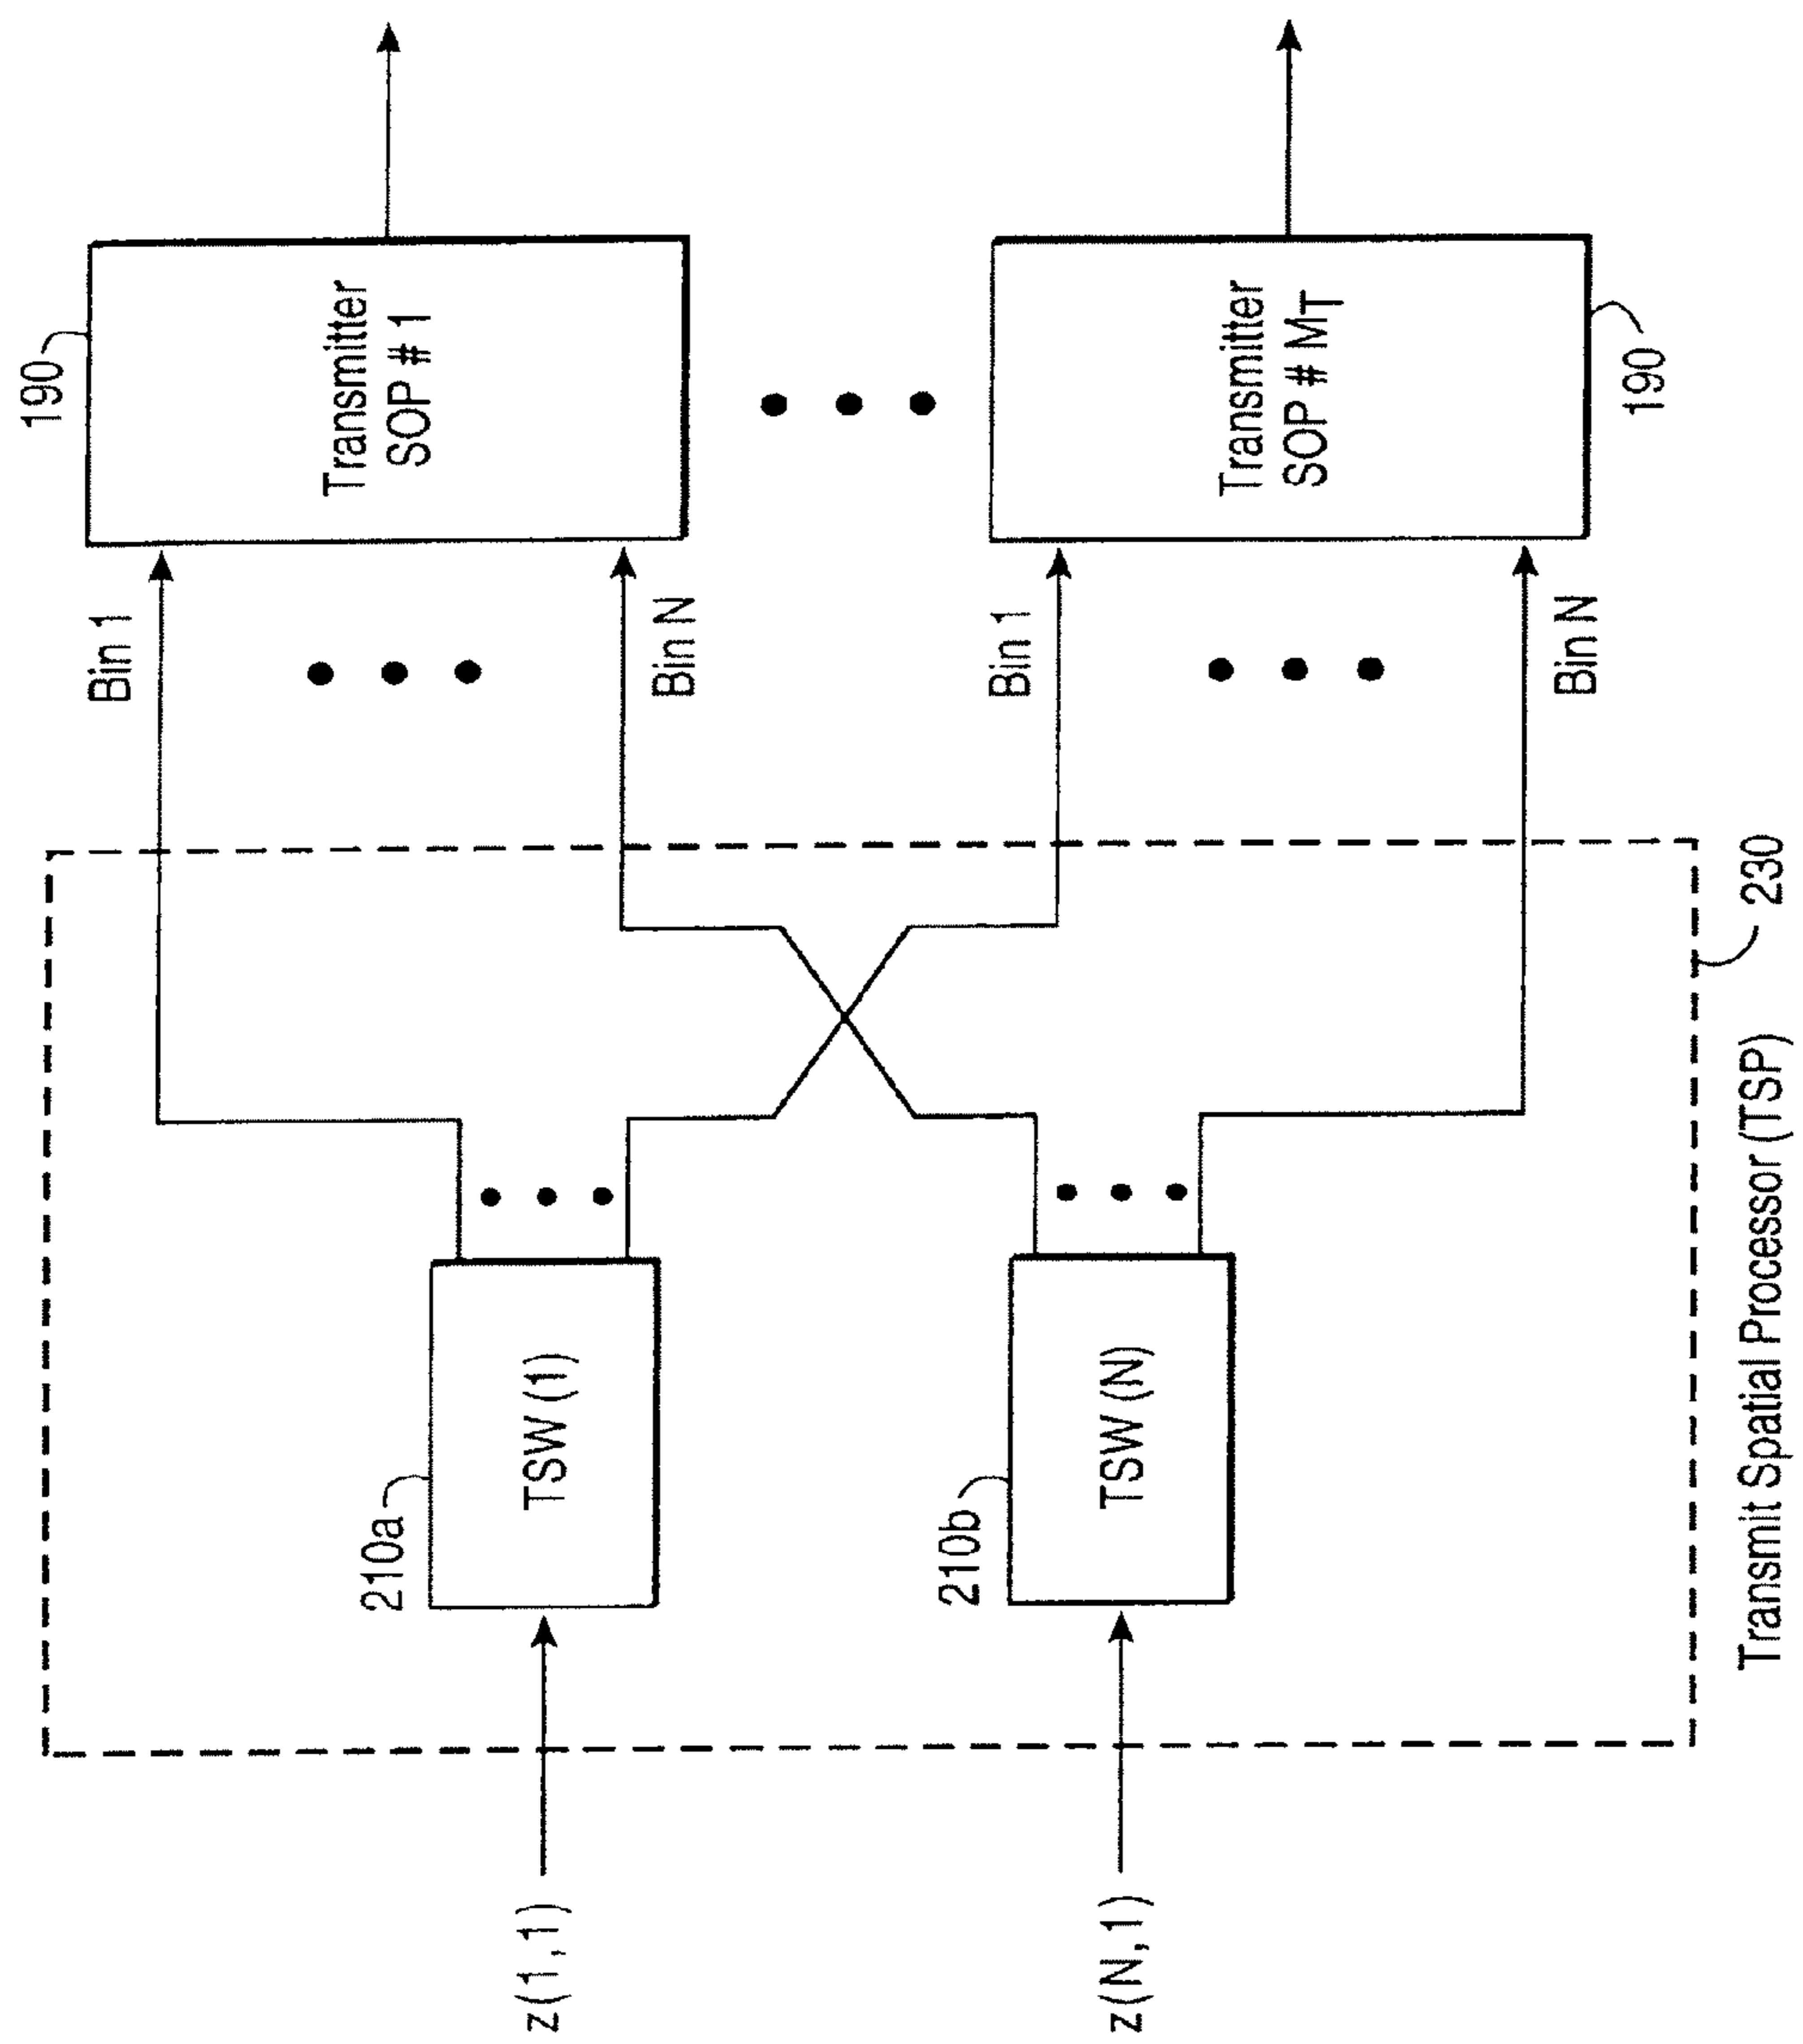 190
Transmitter
SOP # 1
Bin 1
Bin N
Transmitter
SOP # MT
190
Bin 1
Bin N
210a
TSW (1)
z(1,1)
210b
TSW (N)
z(N,1)
230
Transmit Spatial Processor (TSP)